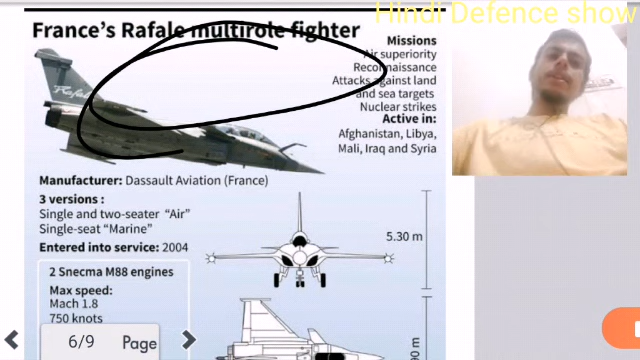 Hindi Defence show
France's Rafale multirole fighter
Missions
Air superiority
Reconnaissance
Attacks against land
and sea targets
Nuclear strikes
Active in:
Afghanistan, Libya,
Mali, Iraq and Syria
Rafale
Manufacturer: Dassault Aviation (France)
3 versions :
Single and two-seater “Air”
Single-seat “Marine”
Entered into service: 2004
5.30 m
2 Snecma M88 engines
Max speed:
Mach 1.8
750 knots
6/9 Page